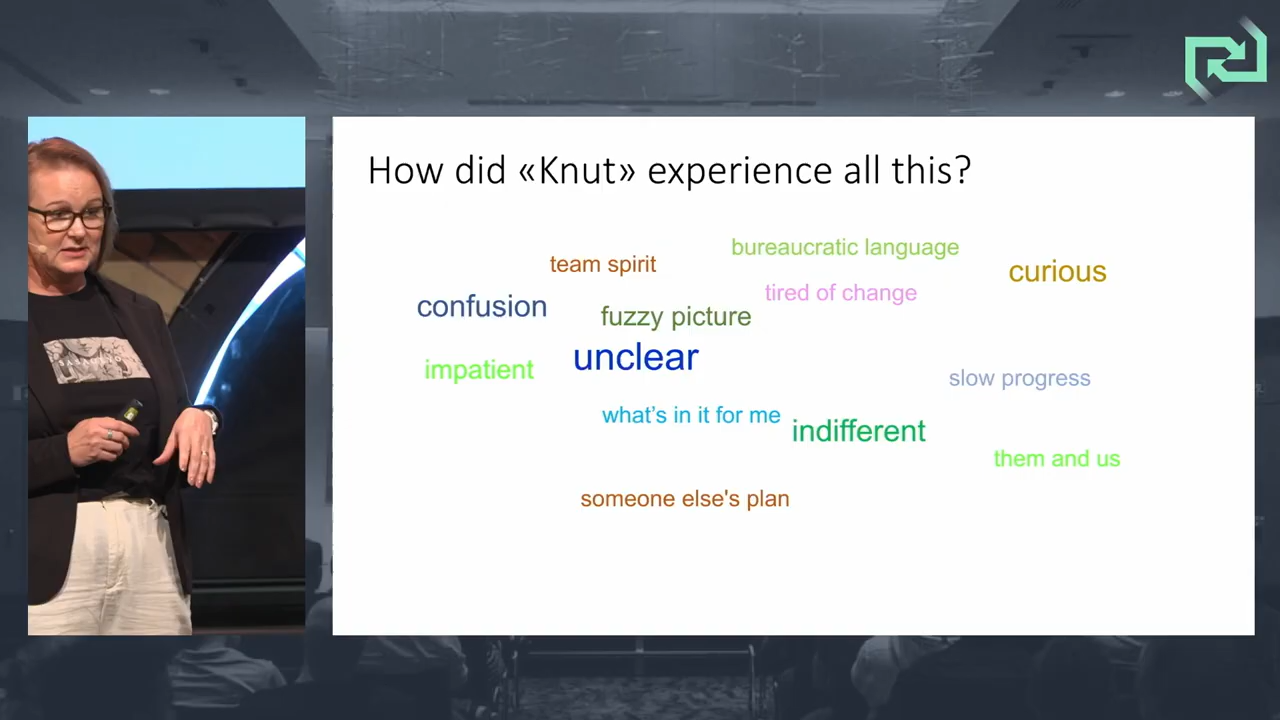 How did «Knut» experience all this?
bureaucratic language
team spirit
curious
tired of change
confusion
fuzzy picture
unclear
impatient
slow progress
what's in it for me
indifferent
them and us
someone else's plan